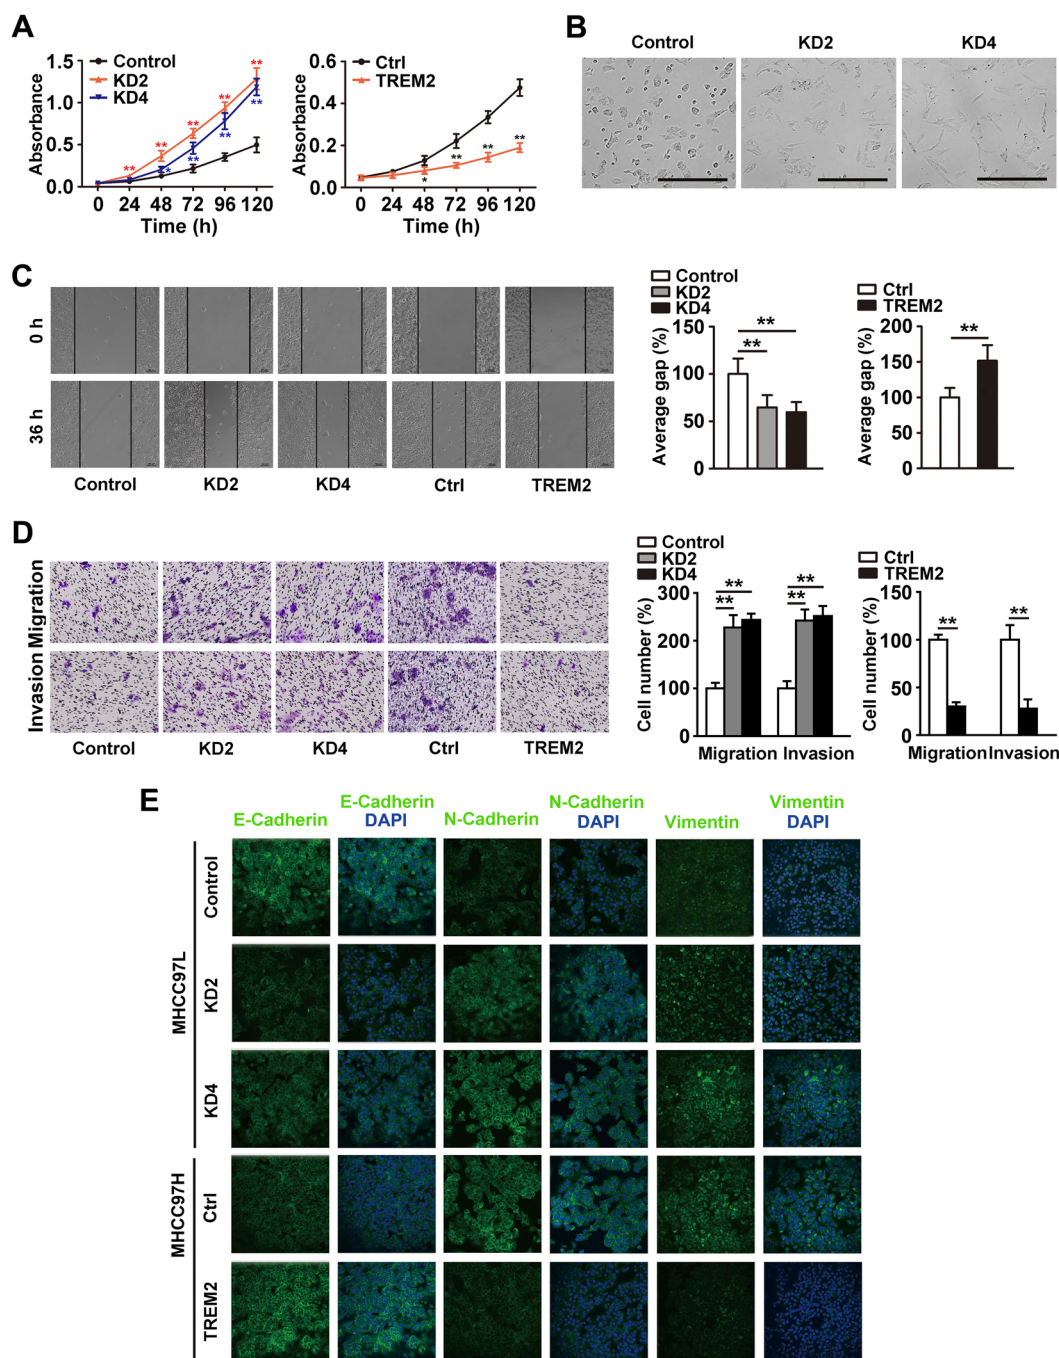 A
Control
KD2
KD4
Absorbance
1.5
1.0
0.5
0.0
** ** ** ** **
* ** ** **
0 24 48 72 96 120
Time (h)
Ctrl
TREM2
Absorbance
0.6
0.4
0.2
0.0
* ** ** **
0 24 48 72 96 120
Time (h)
B
Control KD2 KD4
C
0 h
36 h
Control KD2 KD4 Ctrl TREM2
Control
KD2
KD4
Average gap (%)
150
100
50
0
**
**
Ctrl
TREM2
Average gap (%)
200
150
100
50
0
**
D
Migration
Invasion
Control KD2 KD4 Ctrl TREM2
Control
KD2
KD4
Cell number (%)
300
200
100
0
** **
** **
Migration Invasion
Ctrl
TREM2
Cell number (%)
150
100
50
0
** **
Migration Invasion
E
E-Cadherin
E-Cadherin
DAPI
N-Cadherin
N-Cadherin
DAPI
Vimentin
Vimentin
DAPI
MHCC97L
Control
KD2
KD4
MHCC97H
Ctrl
TREM2